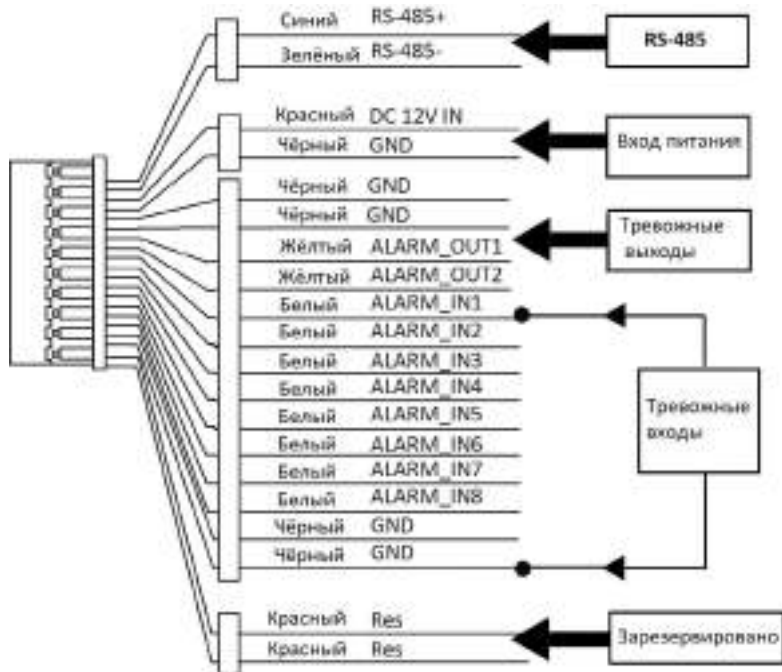 Синий RS-485+
Зелёный RS-485-
RS-485
Красный DC 12V IN
Чёрный GND
Вход питания
Чёрный GND
Чёрный GND
Жёлтый ALARM_OUT1
Жёлтый ALARM_OUT2
Тревожные
выходы
Белый ALARM_IN1
Белый ALARM_IN2
Белый ALARM_IN3
Белый ALARM_IN4
Белый ALARM_IN5
Белый ALARM_IN6
Белый ALARM_IN7
Белый ALARM_IN8
Чёрный GND
Чёрный GND
Тревожные
входы
Красный Res
Красный Res
Зарезервировано